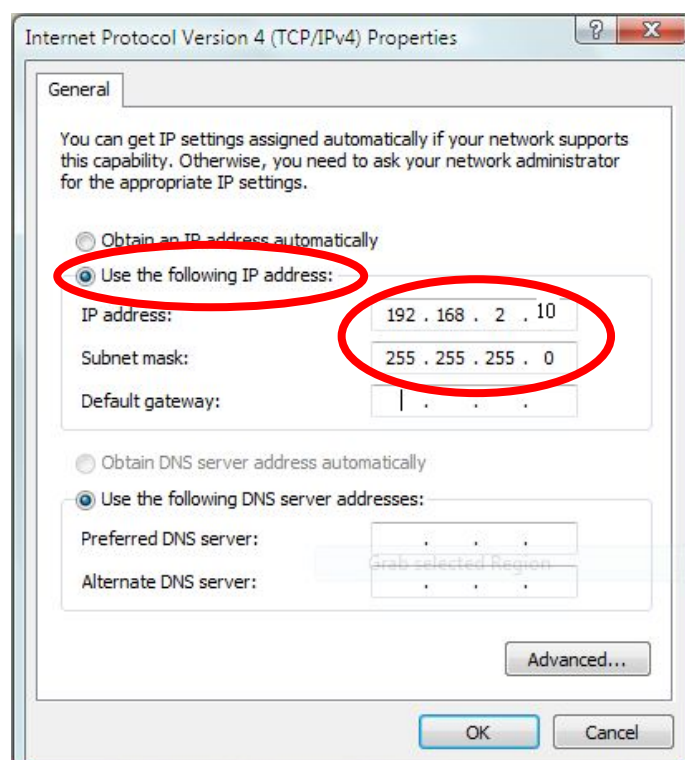 Internet Protocol Version 4 (TCP/IPv4) Properties
General
You can get IP settings assigned automatically if your network supports
this capability. Otherwise, you need to ask your network administrator
for the appropriate IP settings.
Obtain an IP address automatically
Use the following IP address:
IP address: 192 . 168 . 2 . 10
Subnet mask: 255 . 255 . 255 . 0
Default gateway: . . .
Obtain DNS server address automatically
Use the following DNS server addresses:
Preferred DNS server: . . .
Grab selected Region
Alternate DNS server: . . .
Advanced...
OK Cancel